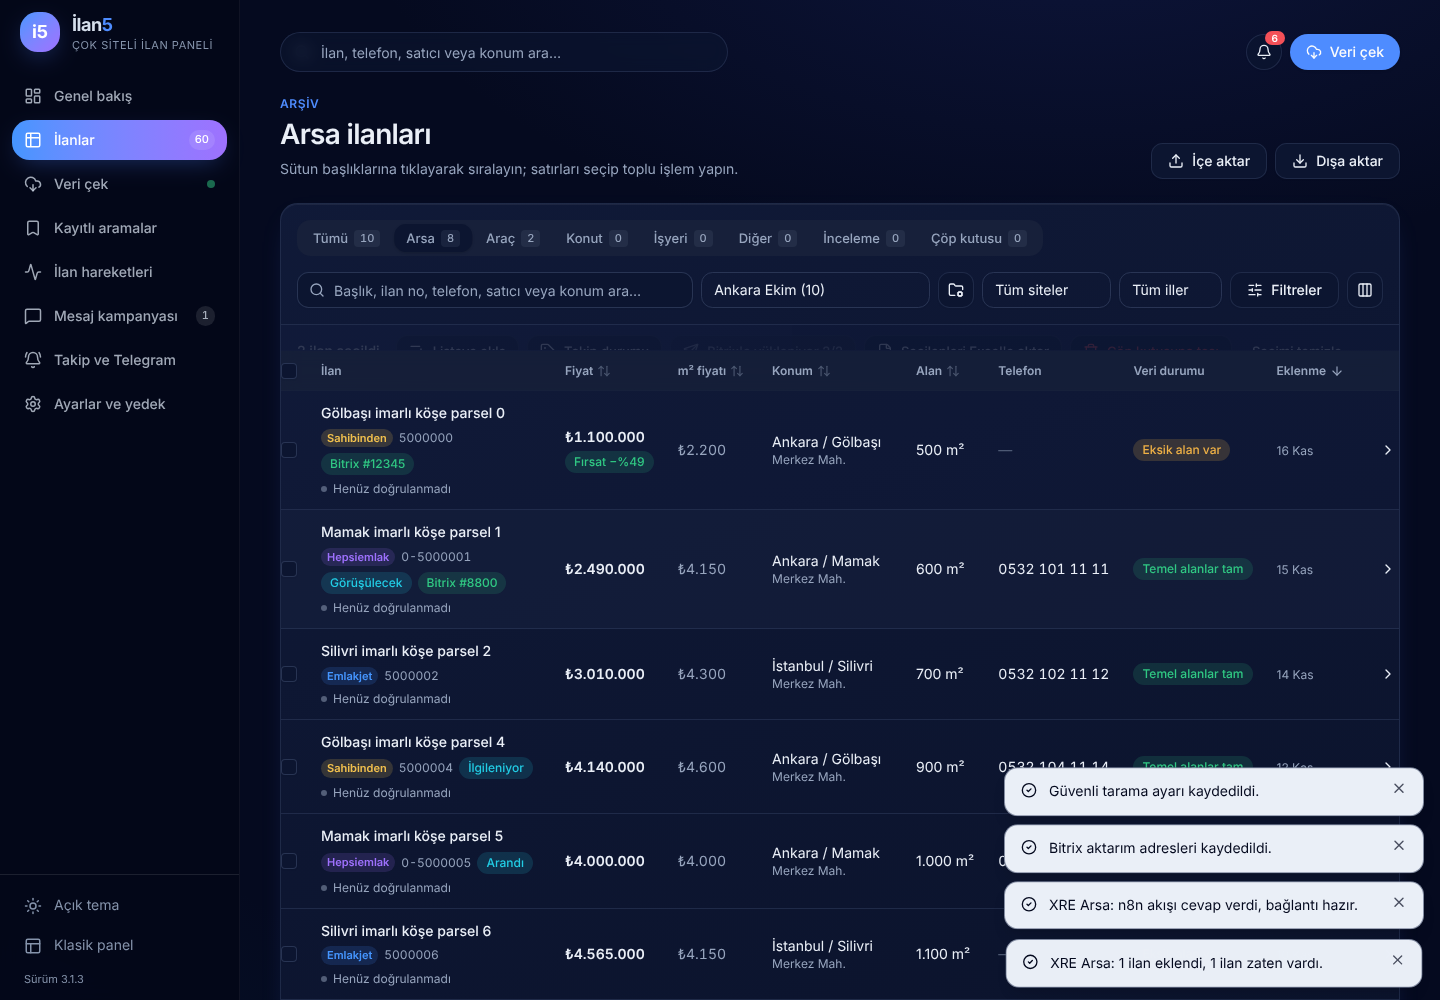 i5
İlan5
ÇOK SİTELİ İLAN PANELİ
Genel bakış
İlanlar 60
Veri çek
Kayıtlı aramalar
İlan hareketleri
Mesaj kampanyası 1
Takip ve Telegram
Ayarlar ve yedek
Açık tema
Klasik panel
Sürüm 3.1.3
İlan, telefon, satıcı veya konum ara...
6
Veri çek
ARŞİV
Arsa ilanları
Sütun başlıklarına tıklayarak sıralayın; satırları seçip toplu işlem yapın.
İçe aktar
Dışa aktar
Tümü 10 Arsa 8 Araç 2 Konut 0 İşyeri 0 Diğer 0 İnceleme 0 Çöp kutusu 0
Başlık, ilan no, telefon, satıcı veya konum ara...
Ankara Ekim (10)
Tüm siteler
Tüm iller
Filtreler
İlan Fiyat m² fiyatı Konum Alan Telefon Veri durumu Eklenme
Gölbaşı imarlı köşe parsel 0
Sahibinden 5000000
Bitrix #12345
Henüz doğrulanmadı
₺1.100.000
Fırsat −%49
₺2.200
Ankara / Gölbaşı
Merkez Mah.
500 m²
—
Eksik alan var
16 Kas
Mamak imarlı köşe parsel 1
Hepsiemlak 0-5000001
Görüşülecek Bitrix #8800
Henüz doğrulanmadı
₺2.490.000
₺4.150
Ankara / Mamak
Merkez Mah.
600 m²
0532 101 11 11
Temel alanlar tam
15 Kas
Silivri imarlı köşe parsel 2
Emlakjet 5000002
Henüz doğrulanmadı
₺3.010.000
₺4.300
İstanbul / Silivri
Merkez Mah.
700 m²
0532 102 11 12
Temel alanlar tam
14 Kas
Gölbaşı imarlı köşe parsel 4
Sahibinden 5000004 İlgileniyor
Henüz doğrulanmadı
₺4.140.000
₺4.600
Ankara / Gölbaşı
Merkez Mah.
900 m²
0532 104 11 14
Temel alanlar tam
12 Kas
Mamak imarlı köşe parsel 5
Hepsiemlak 0-5000005 Arandı
Henüz doğrulanmadı
₺4.000.000
₺4.000
Ankara / Mamak
Merkez Mah.
1.000 m²
Silivri imarlı köşe parsel 6
Emlakjet 5000006
Henüz doğrulanmadı
₺4.565.000
₺4.150
İstanbul / Silivri
Merkez Mah.
1.100 m²
Güvenli tarama ayarı kaydedildi.
Bitrix aktarım adresleri kaydedildi.
XRE Arsa: n8n akışı cevap verdi, bağlantı hazır.
XRE Arsa: 1 ilan eklendi, 1 ilan zaten vardı.